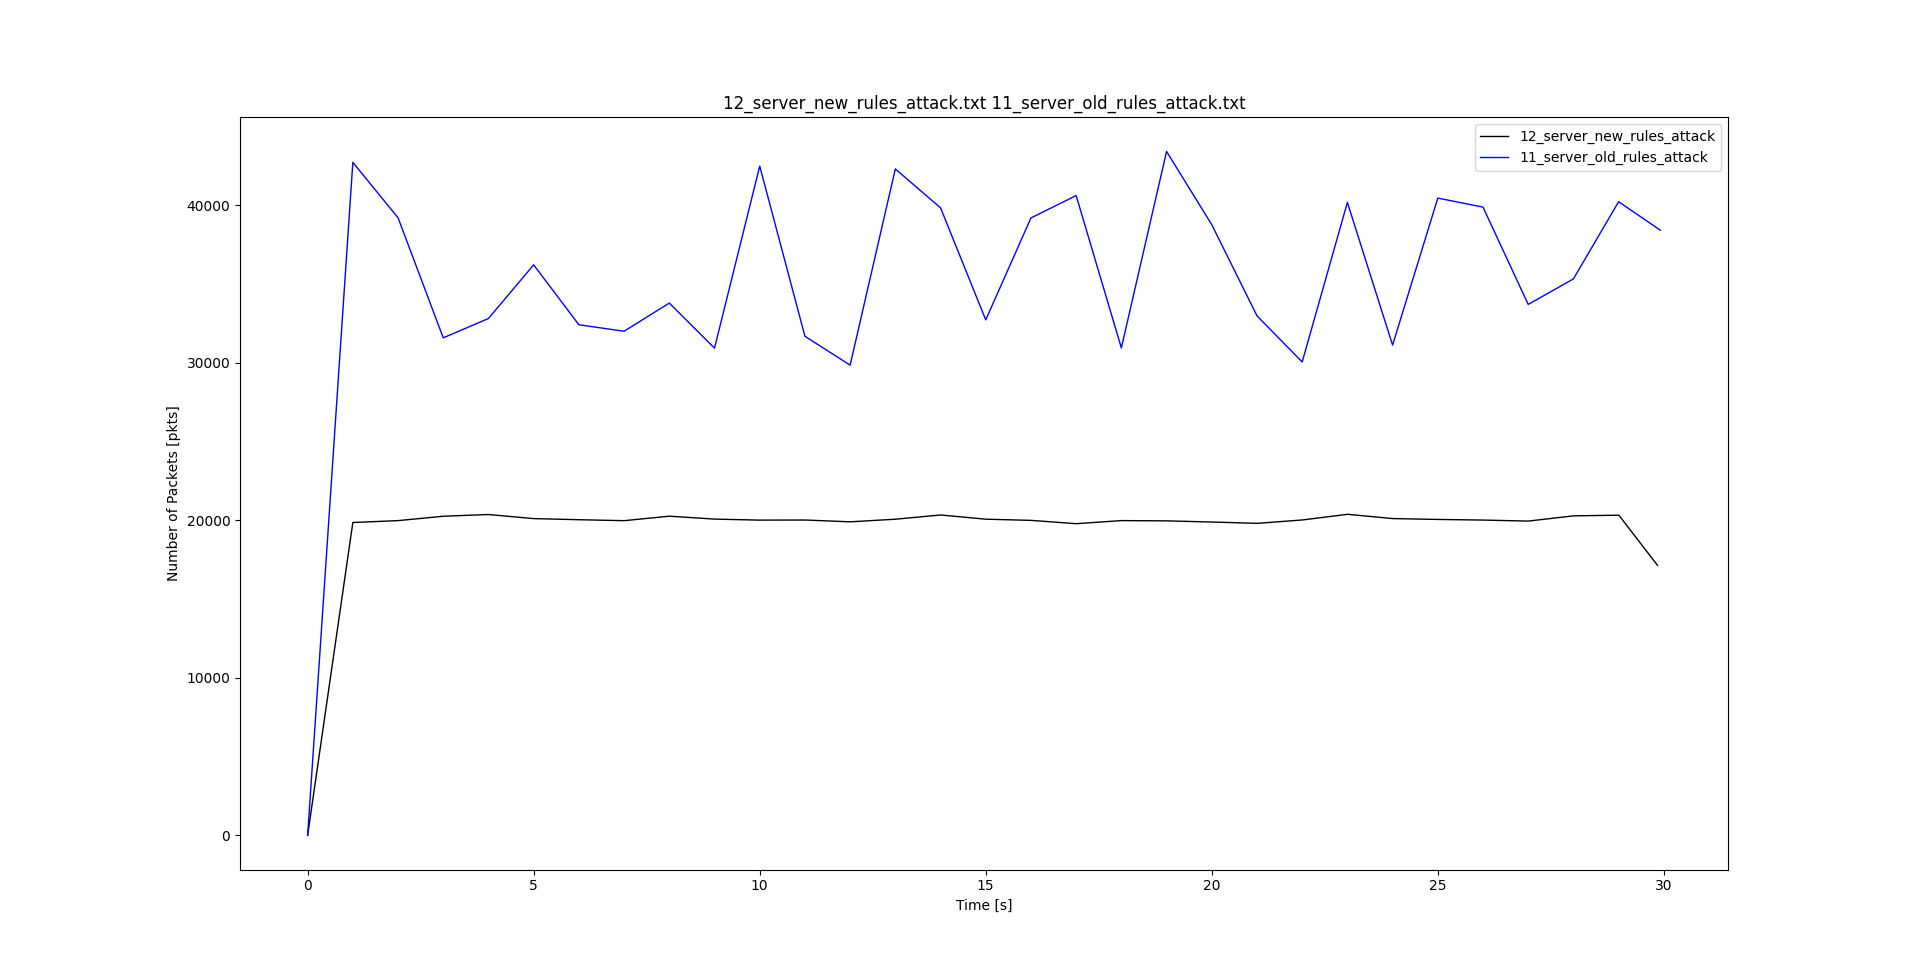 12_server_new_rules_attack.txt 11_server_old_rules_attack.txt
12_server_new_rules_attack
11_server_old_rules_attack
40000
30000
20000
10000
0
Number of Packets [pkts]
0 5 10 15 20 25 30
Time [s]